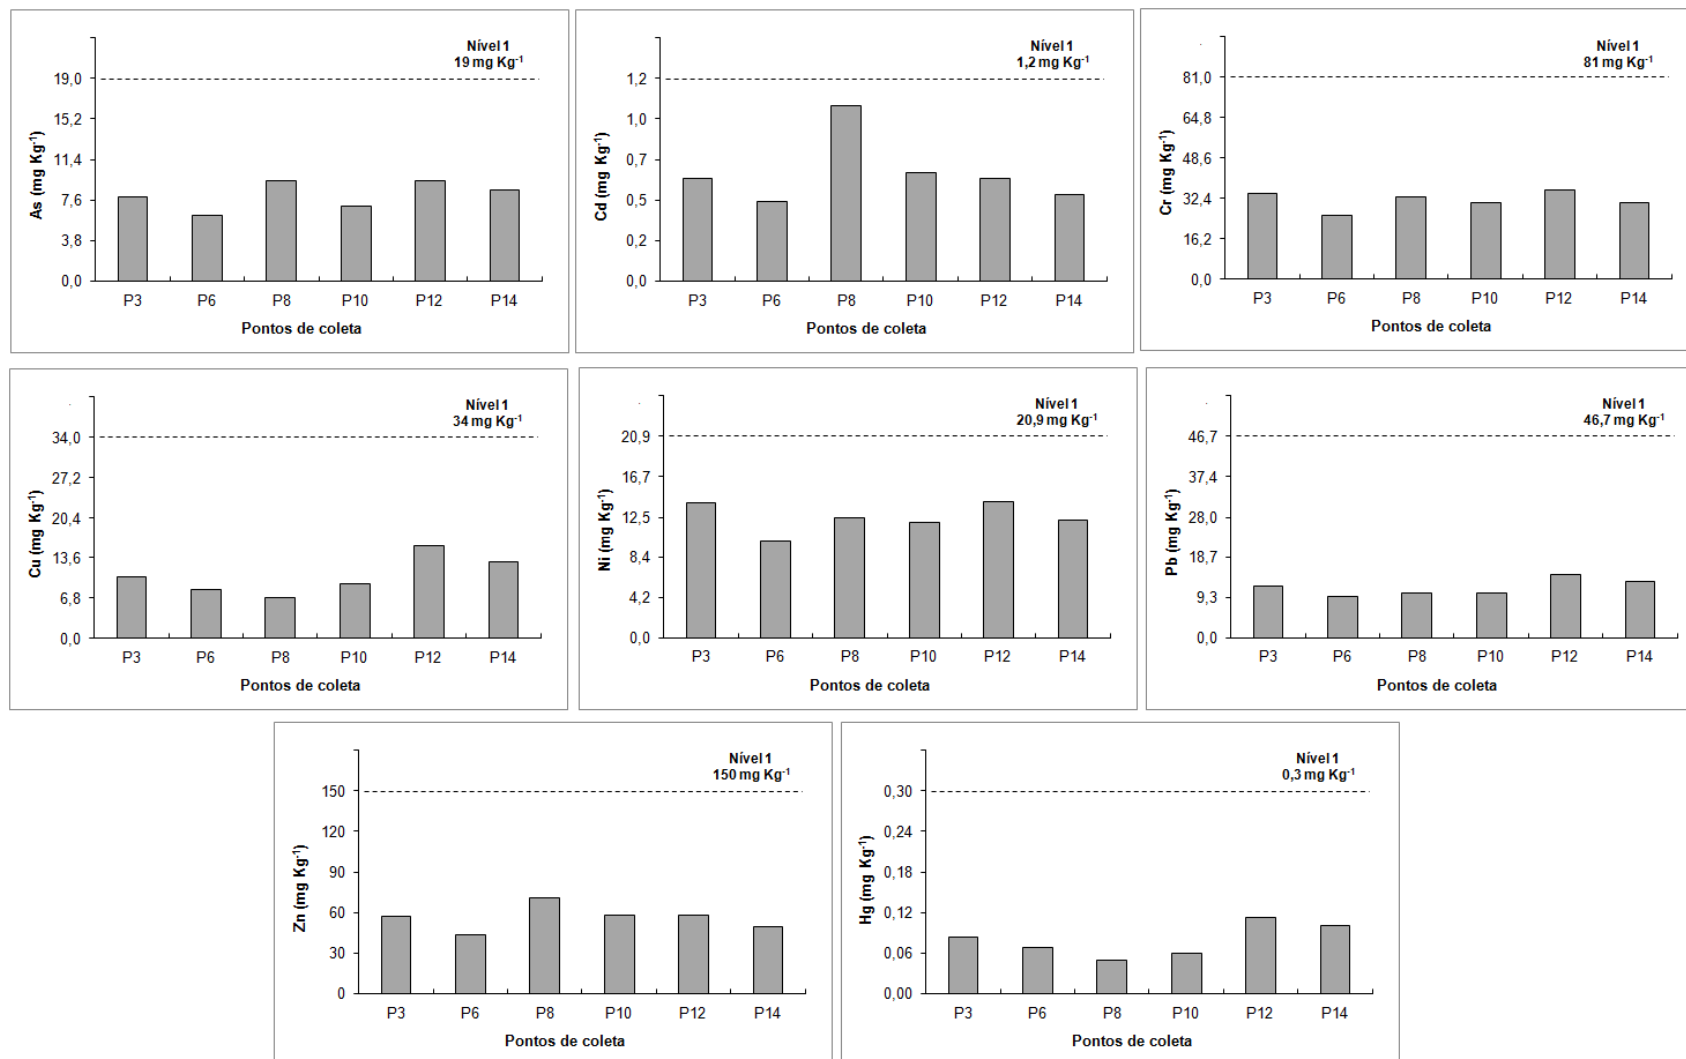 Nível 1
19 mg Kg⁻¹
19,0
15,2
11,4
7,6
3,8
0,0
As (mg Kg⁻¹)
P3 P6 P8 P10 P12 P14
Pontos de coleta
Nível 1
1,2 mg Kg⁻¹
1,2
1,0
0,7
0,5
0,2
0,0
Cd (mg Kg⁻¹)
P3 P6 P8 P10 P12 P14
Pontos de coleta
Nível 1
81 mg Kg⁻¹
81,0
64,8
48,6
32,4
16,2
0,0
Cr (mg Kg⁻¹)
P3 P6 P8 P10 P12 P14
Pontos de coleta
Nível 1
34 mg Kg⁻¹
34,0
27,2
20,4
13,6
6,8
0,0
Cu (mg Kg⁻¹)
P3 P6 P8 P10 P12 P14
Pontos de coleta
Nível 1
20,9 mg Kg⁻¹
20,9
16,7
12,5
8,4
4,2
0,0
Ni (mg Kg⁻¹)
P3 P6 P8 P10 P12 P14
Pontos de coleta
Nível 1
46,7 mg Kg⁻¹
46,7
37,4
28,0
18,7
9,3
0,0
Pb (mg Kg⁻¹)
P3 P6 P8 P10 P12 P14
Pontos de coleta
Nível 1
150 mg Kg⁻¹
150
120
90
60
30
0
Zn (mg Kg⁻¹)
P3 P6 P8 P10 P12 P14
Pontos de coleta
Nível 1
0,3 mg Kg⁻¹
0,30
0,24
0,18
0,12
0,06
0,00
Hg (mg Kg⁻¹)
P3 P6 P8 P10 P12 P14
Pontos de coleta